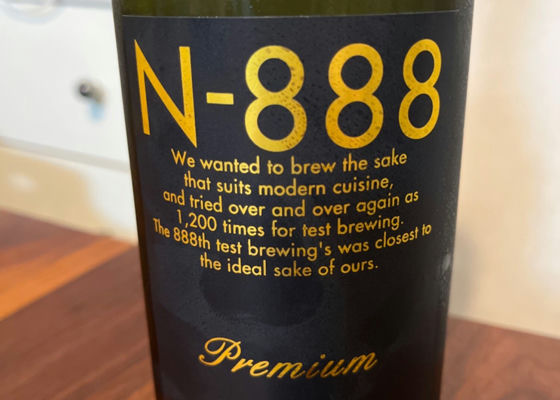 N-888
We wanted to brew the sake
that suits modern cuisine,
and tried over and over again as
1,200 times for test brewing.
The 888th test brewing's was closest to
the ideal sake of ours.
Premium